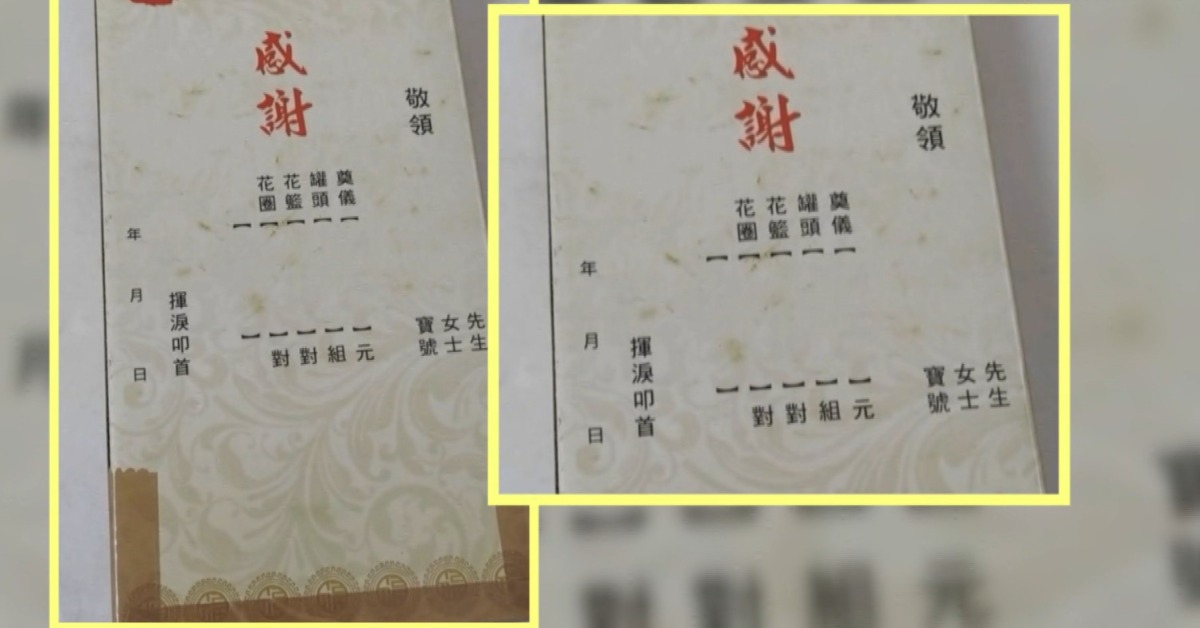 敬領
先生
女士
寶號
感謝
奠儀【 】元
罐頭【 】組
花籃【 】對
花圈【 】對
【 】
揮淚叩首
年 月 日
敬領
先生
女士
寶號
感謝
奠儀【 】元
罐頭【 】組
花籃【 】對
花圈【 】對
【 】
揮淚叩首
年 月 日